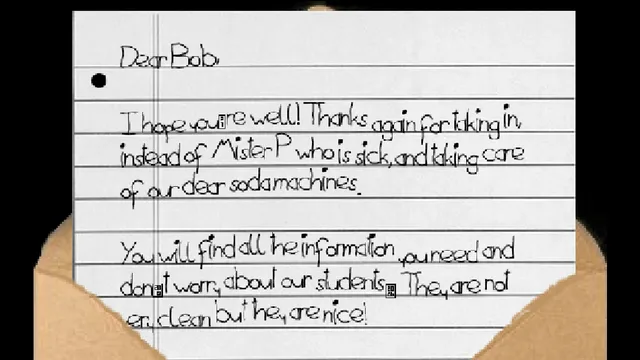 Dear Bob,
I hope you're well! Thanks again for taking in,
instead of Mister P who is sick, and taking care
of our dear soda machines.
You will find all the information you need and
don't worry about our students. They are not
ery clean but they are nice!